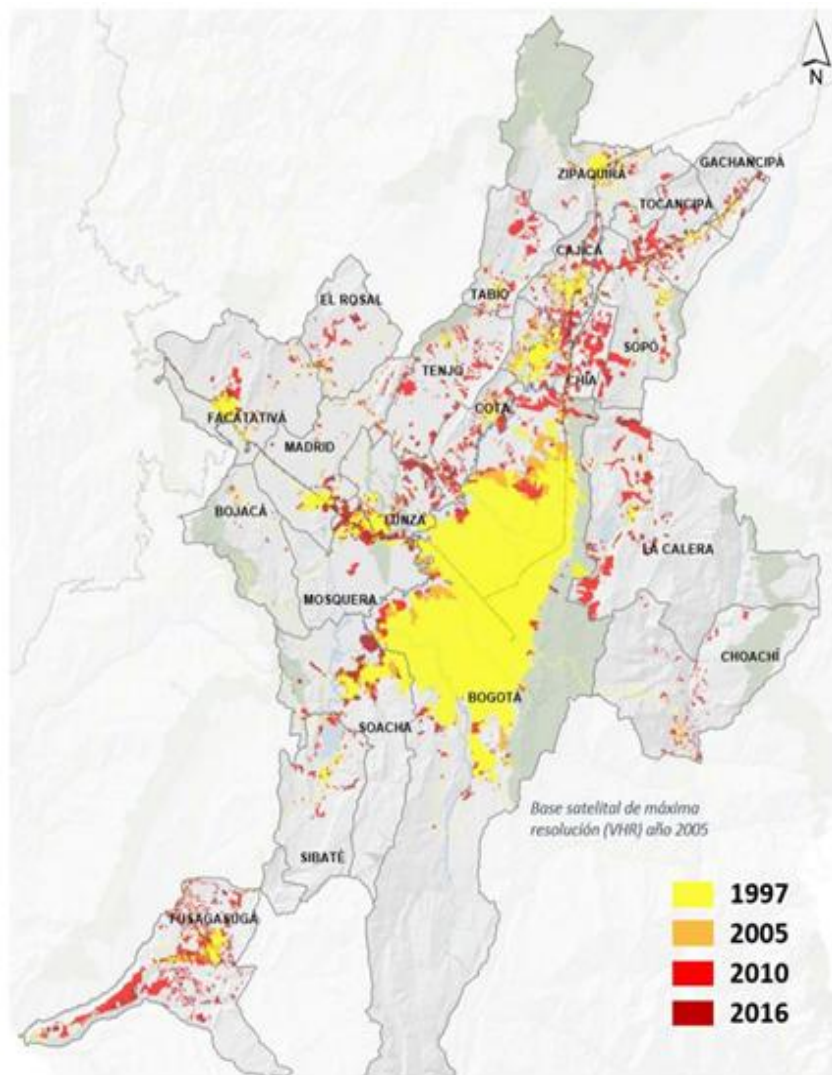 N
GACHANCIPÁ
ZIPAQUIRÁ
TOCANCIPÁ
CAJICÁ
EL ROSAL
TABIO
SOPÓ
TENJO
CHÍA
COTA
FACATATIVÁ
MADRID
BOJACÁ
FUNZA
LA CALERA
MOSQUERA
CHOACHÍ
BOGOTÁ
SOACHA
Base satelital de máxima
resolución (VHR) año 2005
SIBATÉ
1997
FUSAGASUGÁ
2005
2010
2016